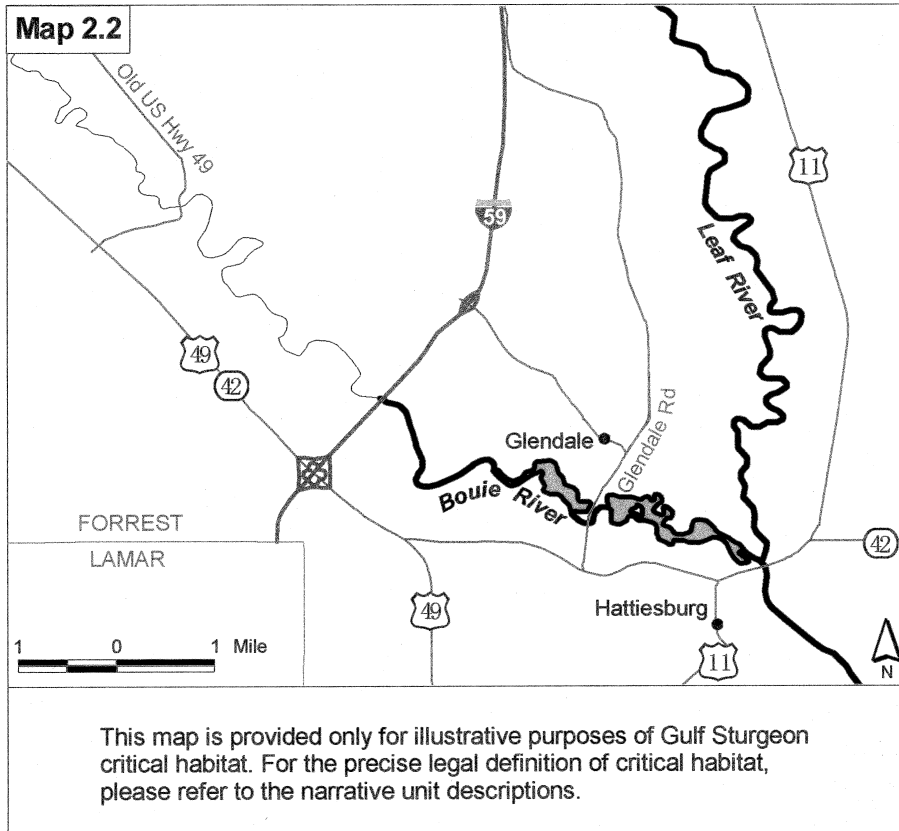 Map 2.2
Old US Hwy 49
11
59
Leaf River
49
42
Glendale
Glendale Rd
Bouie River
FORREST
LAMAR
42
49
Hattiesburg
11
1 0 1 Mile
N
This map is provided only for illustrative purposes of Gulf Sturgeon
critical habitat. For the precise legal definition of critical habitat,
please refer to the narrative unit descriptions.